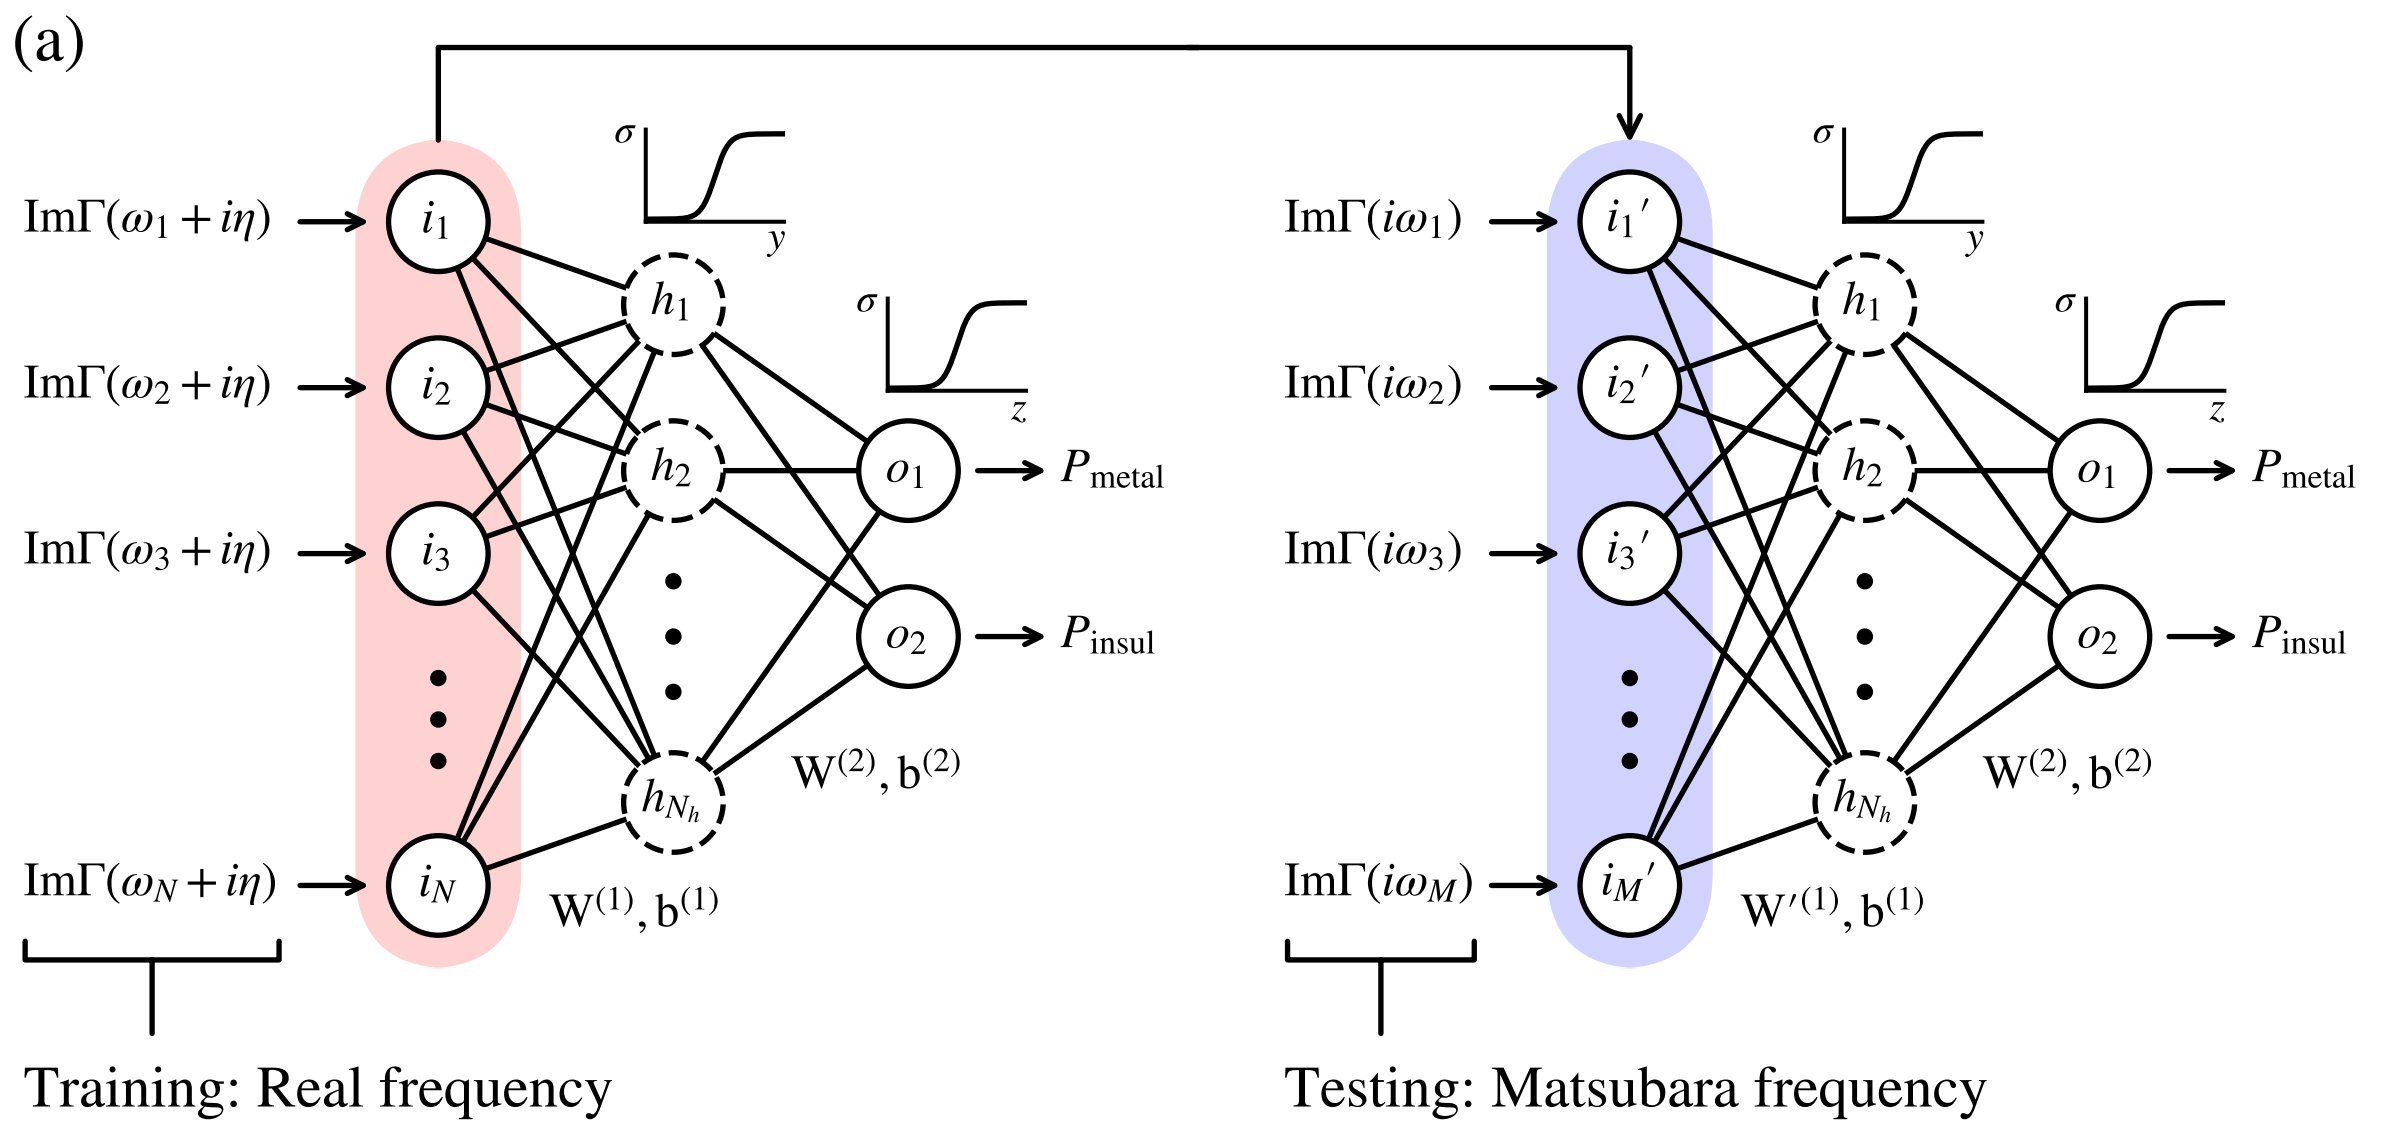 (a)
σ
y
σ
z
ImΓ(ω₁ + iη)
i₁
ImΓ(ω₂ + iη)
i₂
ImΓ(ω₃ + iη)
i₃
ImΓ(ω_N + iη)
i_N
h₁
h₂
h_{N_h}
o₁
P_metal
o₂
P_insul
W⁽²⁾, b⁽²⁾
W⁽¹⁾, b⁽¹⁾
Training: Real frequency
σ
y
σ
z
ImΓ(iω₁)
i₁′
ImΓ(iω₂)
i₂′
ImΓ(iω₃)
i₃′
ImΓ(iω_M)
i_M′
h₁
h₂
h_{N_h}
o₁
P_metal
o₂
P_insul
W⁽²⁾, b⁽²⁾
W′⁽¹⁾, b⁽¹⁾
Testing: Matsubara frequency